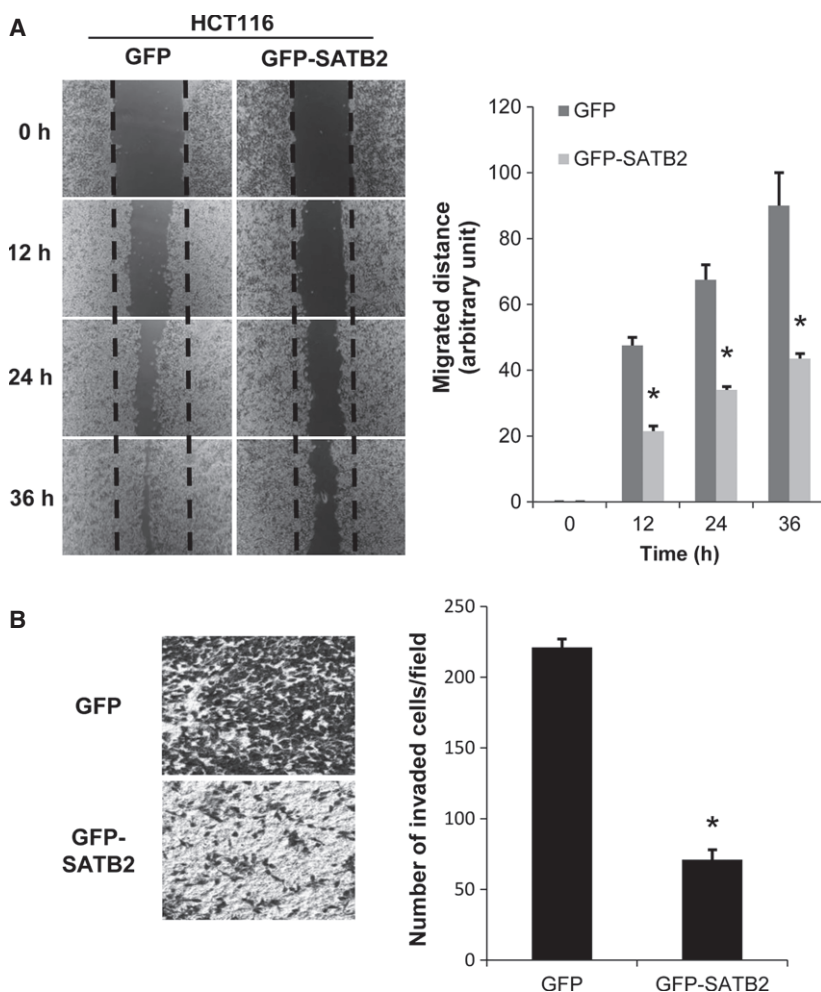 A
HCT116
GFP
GFP-SATB2
0 h
12 h
24 h
36 h
120
100
80
60
40
20
0
Migrated distance
(arbitrary unit)
GFP
GFP-SATB2
*
*
*
0
12
24
36
Time (h)
B
GFP
GFP-
SATB2
250
200
150
100
50
0
Number of invaded cells/field
*
GFP
GFP-SATB2